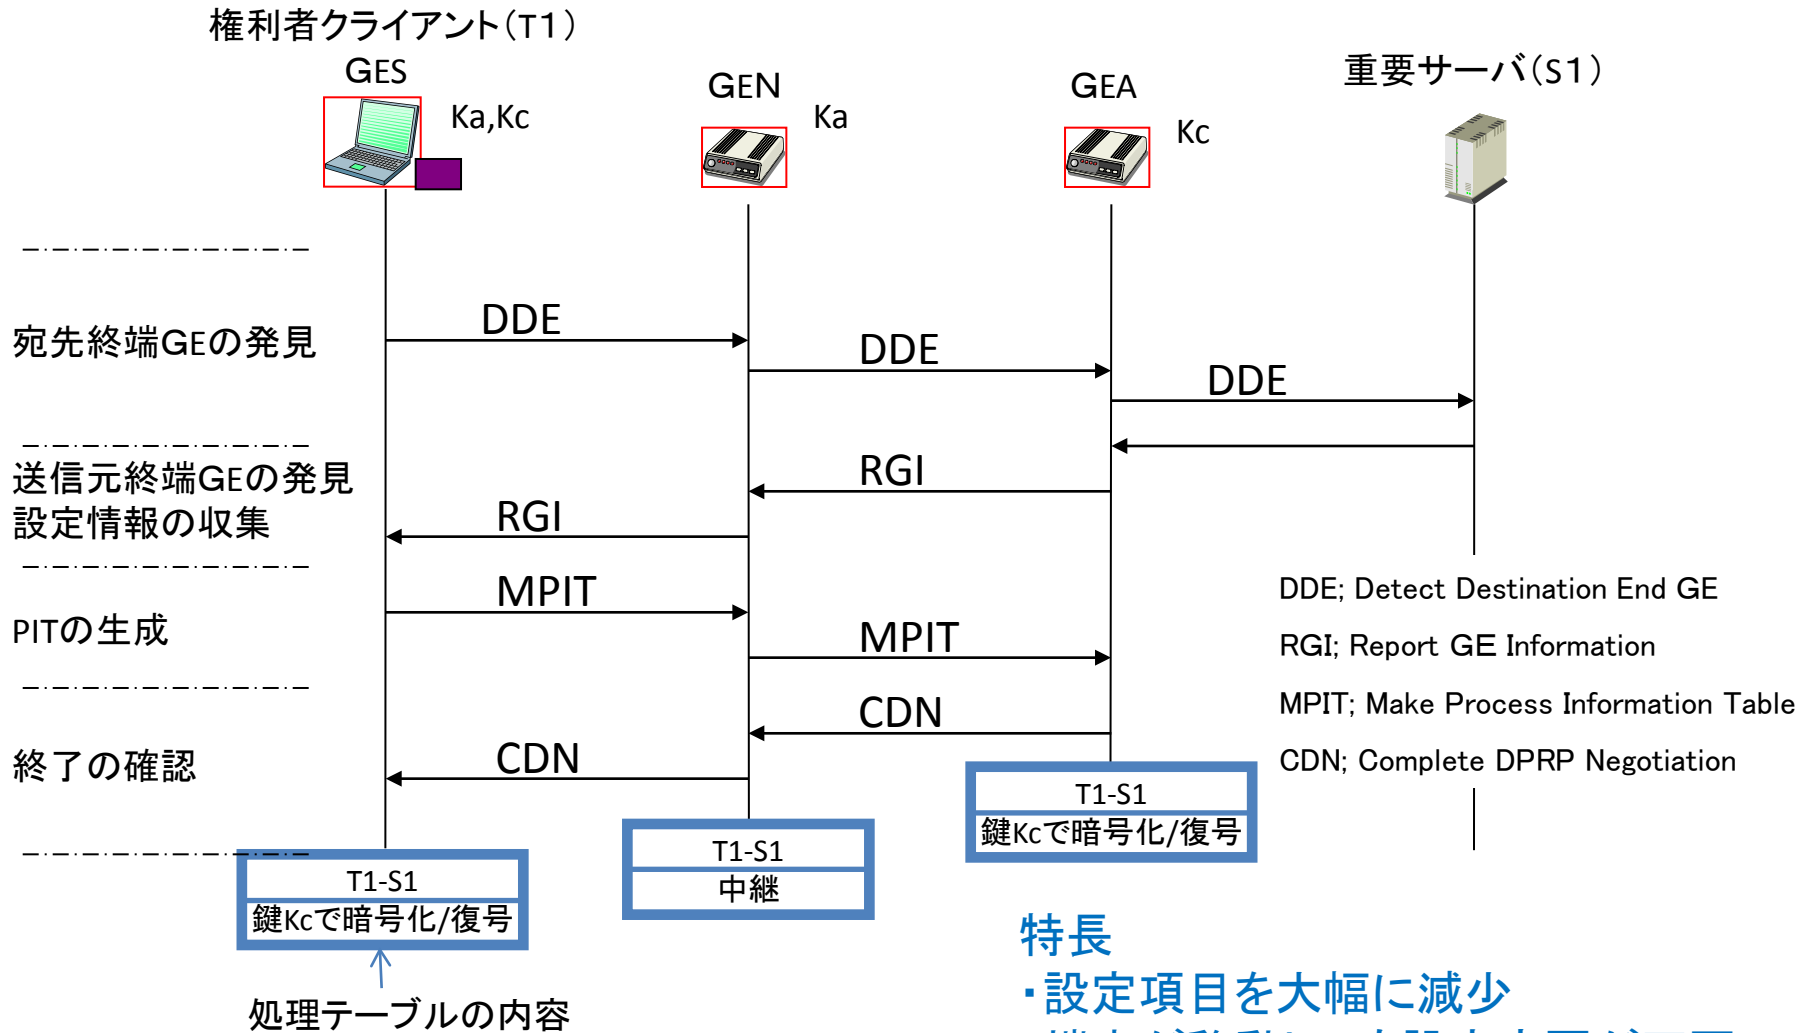 権利者クライアント（T１）
GES
Ka,Kc
GEN
Ka
GEA
Kc
重要サーバ（S１）
宛先終端GEの発見
DDE
DDE
DDE
送信元終端GEの発見
設定情報の収集
RGI
RGI
PITの生成
MPIT
MPIT
終了の確認
CDN
CDN
DDE; Detect Destination End GE
RGI; Report GE Information
MPIT; Make Process Information Table
CDN; Complete DPRP Negotiation
T1-S1
鍵Kcで暗号化/復号
T1-S1
中継
T1-S1
鍵Kcで暗号化/復号
処理テーブルの内容
特長
・設定項目を大幅に減少